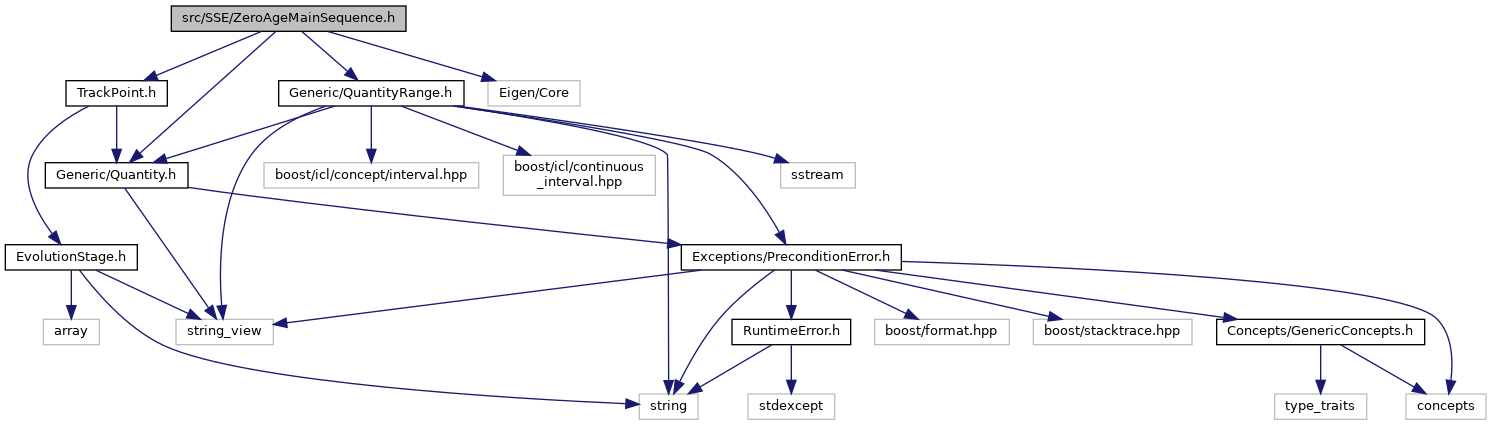 src/SSE/ZeroAgeMainSequence.h
TrackPoint.h
Generic/QuantityRange.h
Eigen/Core
Generic/Quantity.h
boost/icl/concept/interval.hpp
boost/icl/continuous
_interval.hpp
sstream
EvolutionStage.h
Exceptions/PreconditionError.h
array
string_view
RuntimeError.h
boost/format.hpp
boost/stacktrace.hpp
Concepts/GenericConcepts.h
string
stdexcept
type_traits
concepts